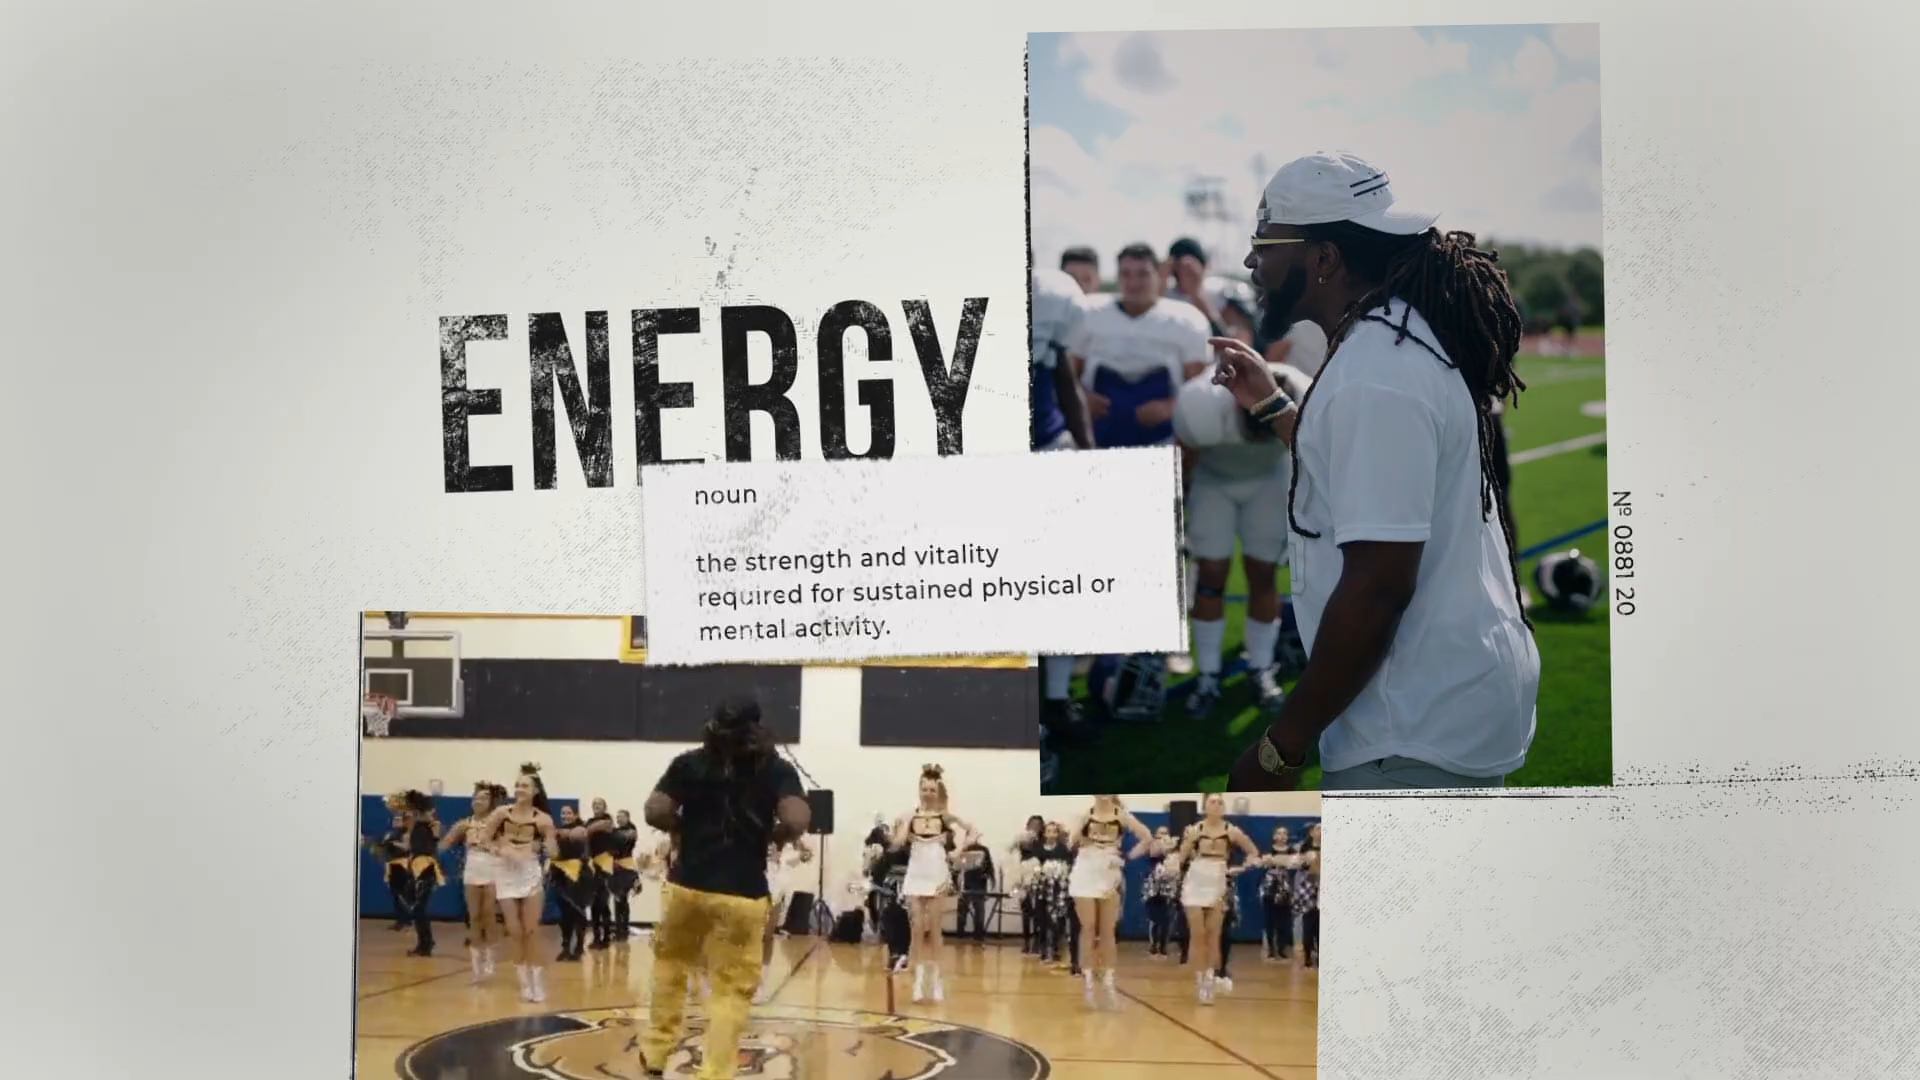 ENERGY
noun
the strength and vitality
required for sustained physical or
mental activity.
Nº 0881 20